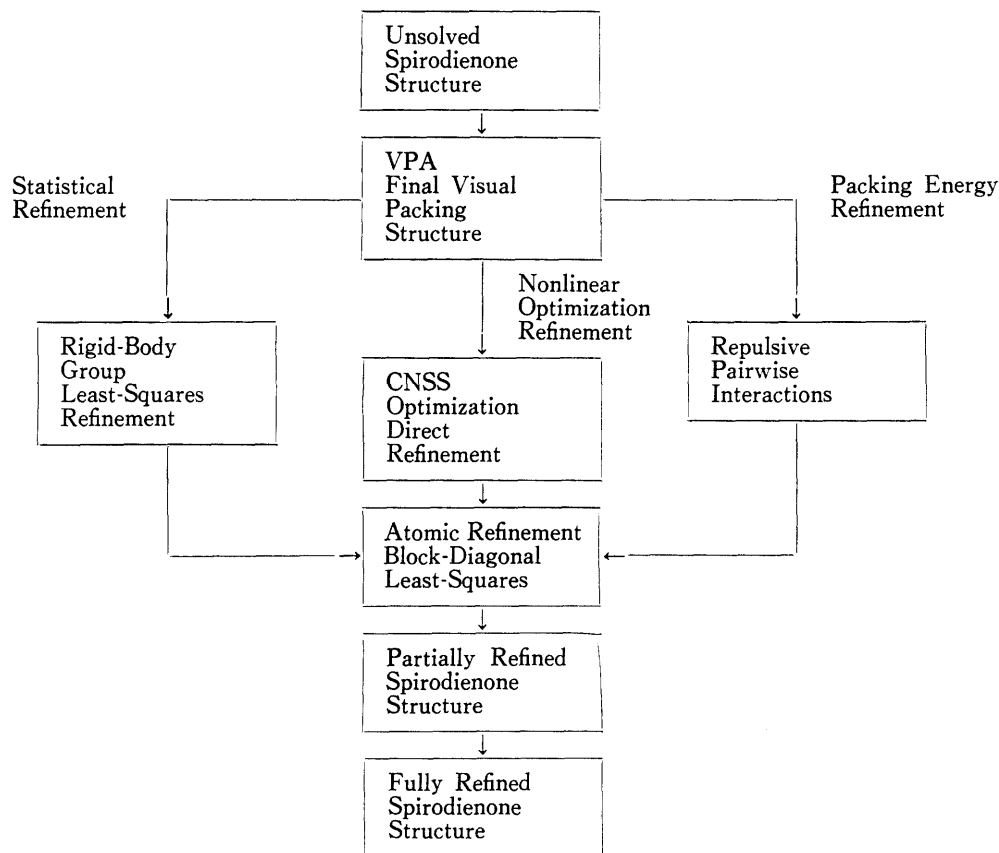 Unsolved
Spirodienone
Structure
VPA
Final Visual
Packing
Structure
Statistical
Refinement
Packing Energy
Refinement
Nonlinear
Optimization
Refinement
Rigid-Body
Group
Least-Squares
Refinement
CNSS
Optimization
Direct
Refinement
Repulsive
Pairwise
Interactions
Atomic Refinement
Block-Diagonal
Least-Squares
Partially Refined
Spirodienone
Structure
Fully Refined
Spirodienone
Structure